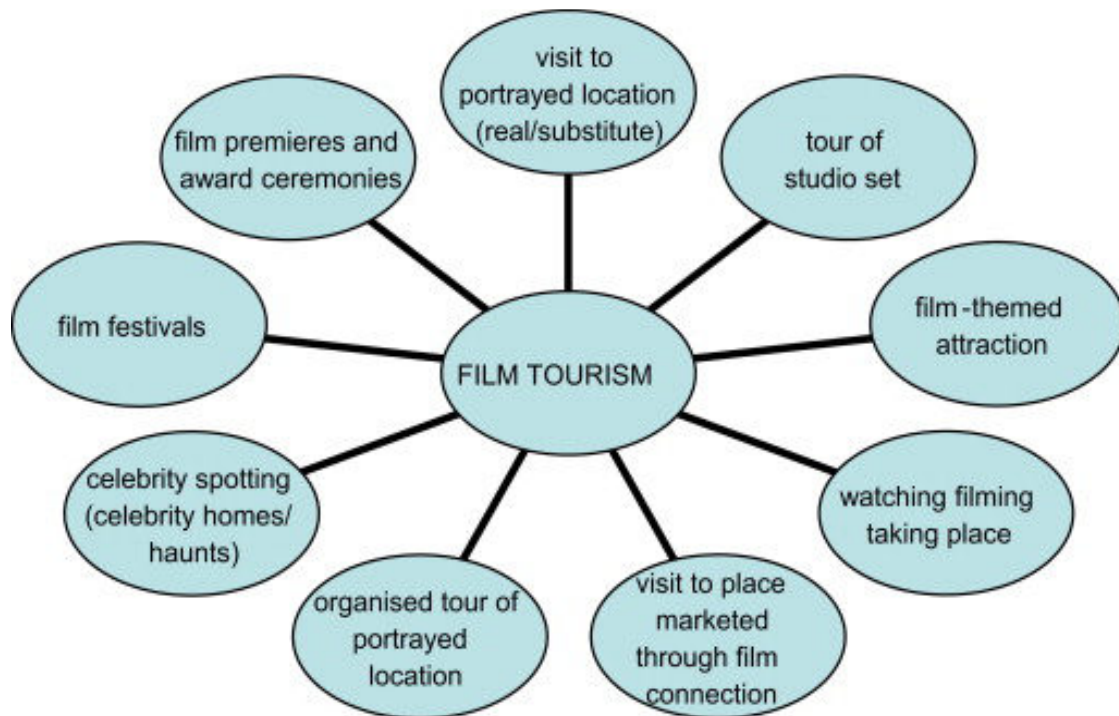 visit to
portrayed location
(real/substitute)
tour of
studio set
film-themed
attraction
watching filming
taking place
visit to place
marketed
through film
connection
organised tour of
portrayed
location
celebrity spotting
(celebrity homes/
haunts)
film festivals
film premieres and
award ceremonies
FILM TOURISM